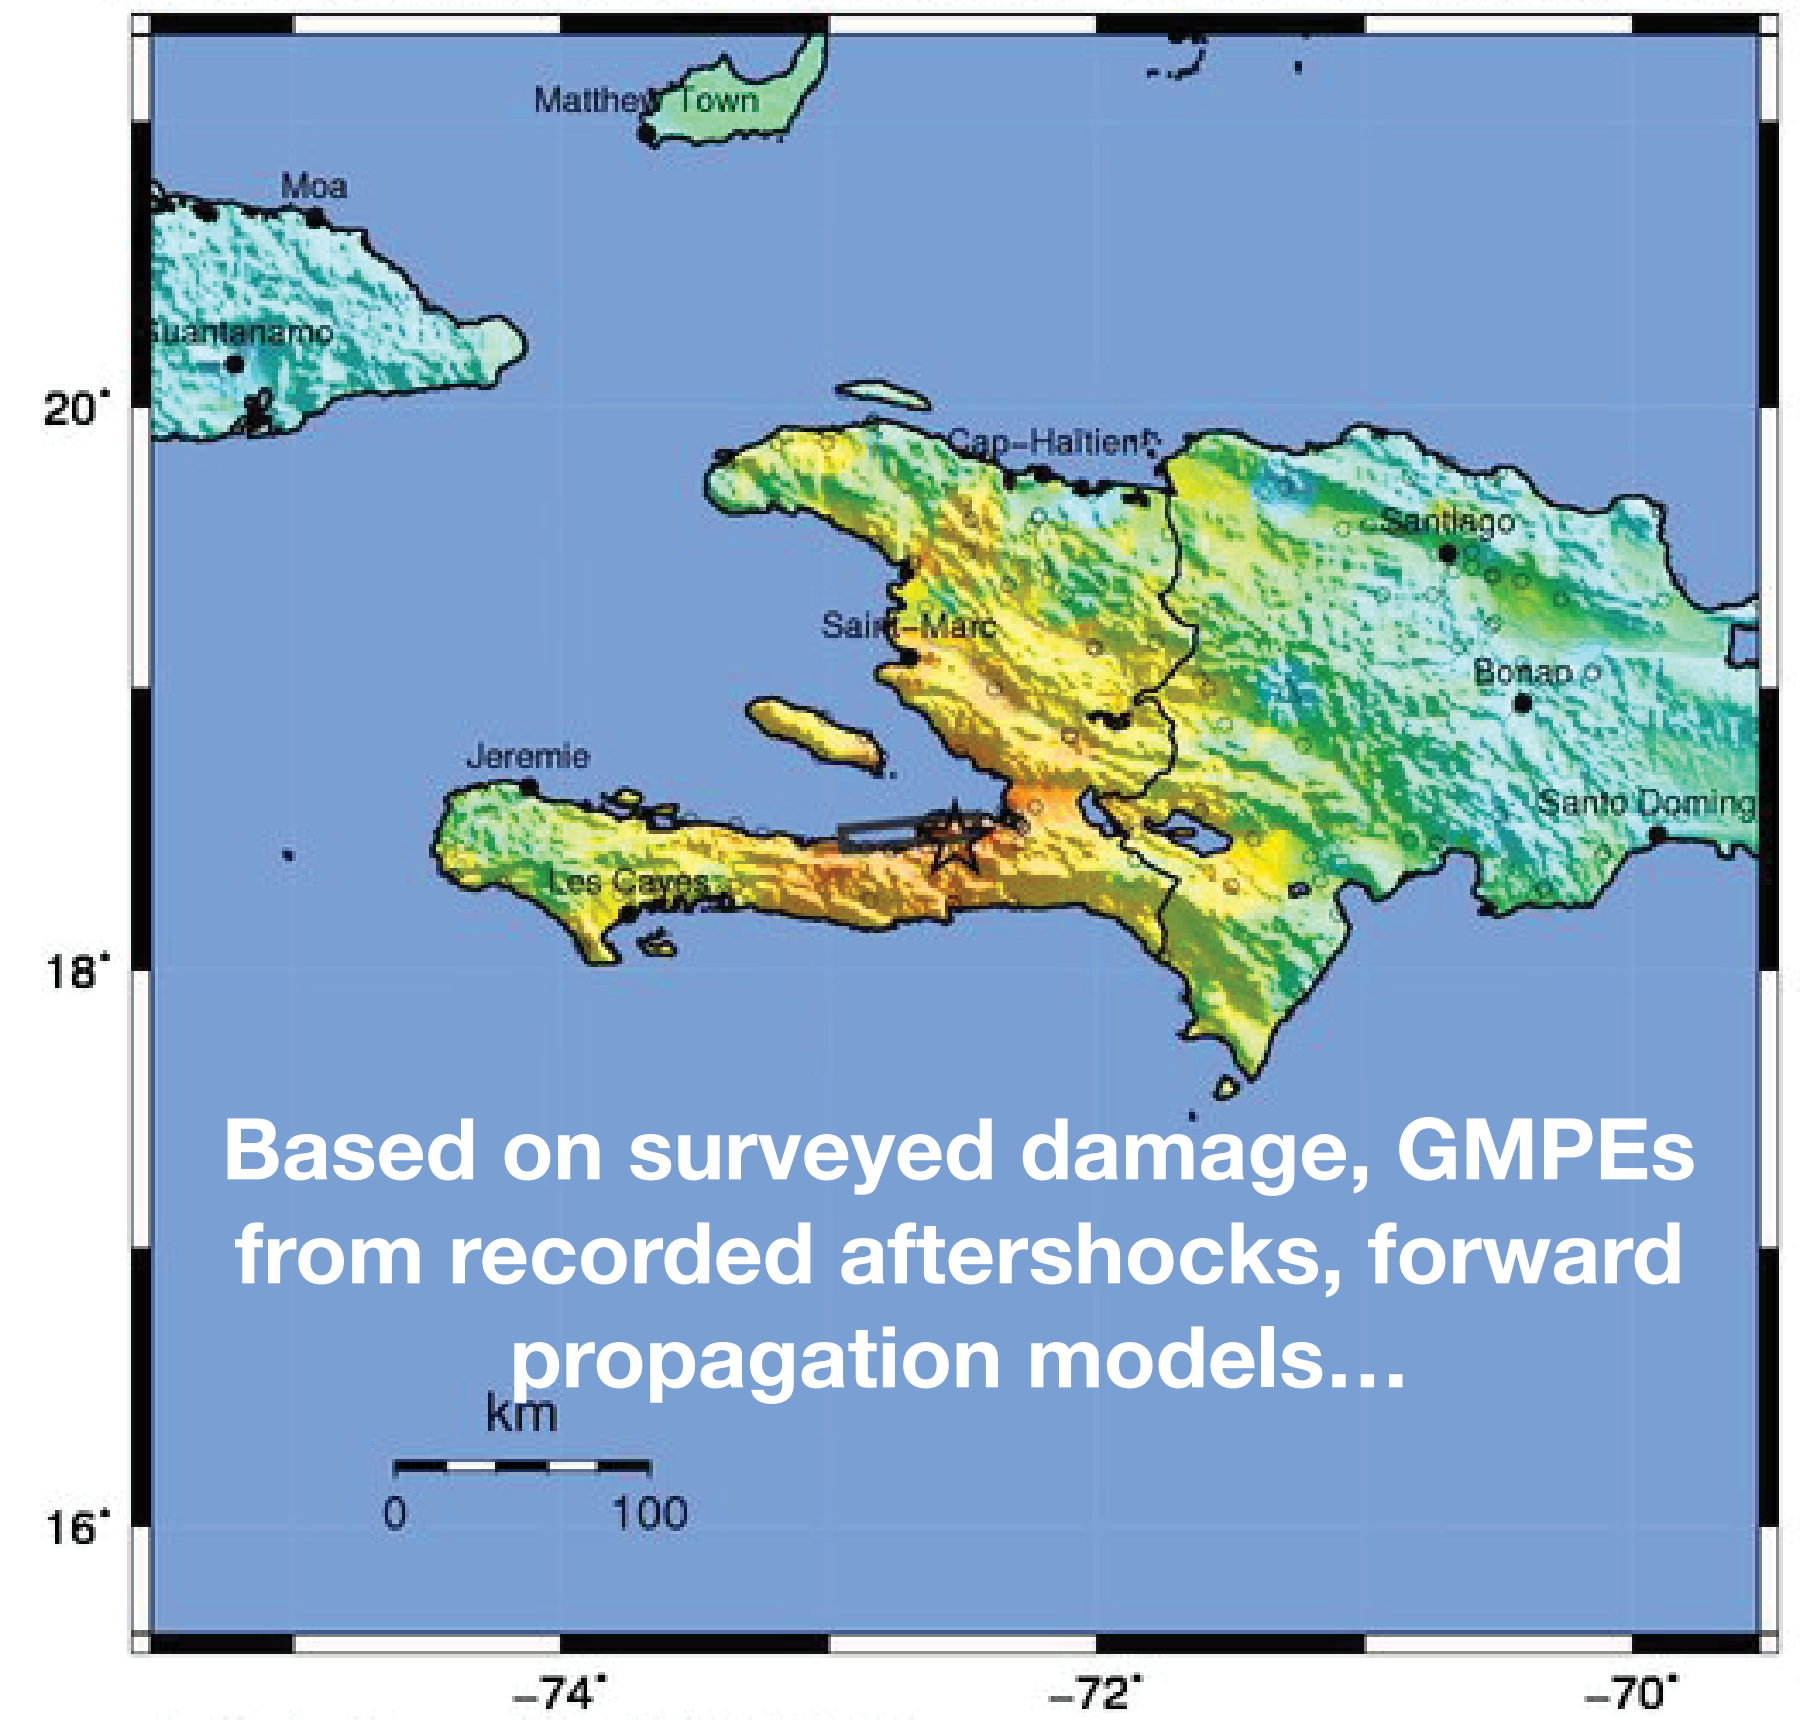 Matthew Town
Moa
Guantanamo
20°
Cap-Haïtien
Santiago
Saint-Marc
Bonao
Jeremie
Santo Doming
Les Cayes
18°
Based on surveyed damage, GMPEs
from recorded aftershocks, forward
propagation models...
km
0 100
16°
-74° -72° -70°